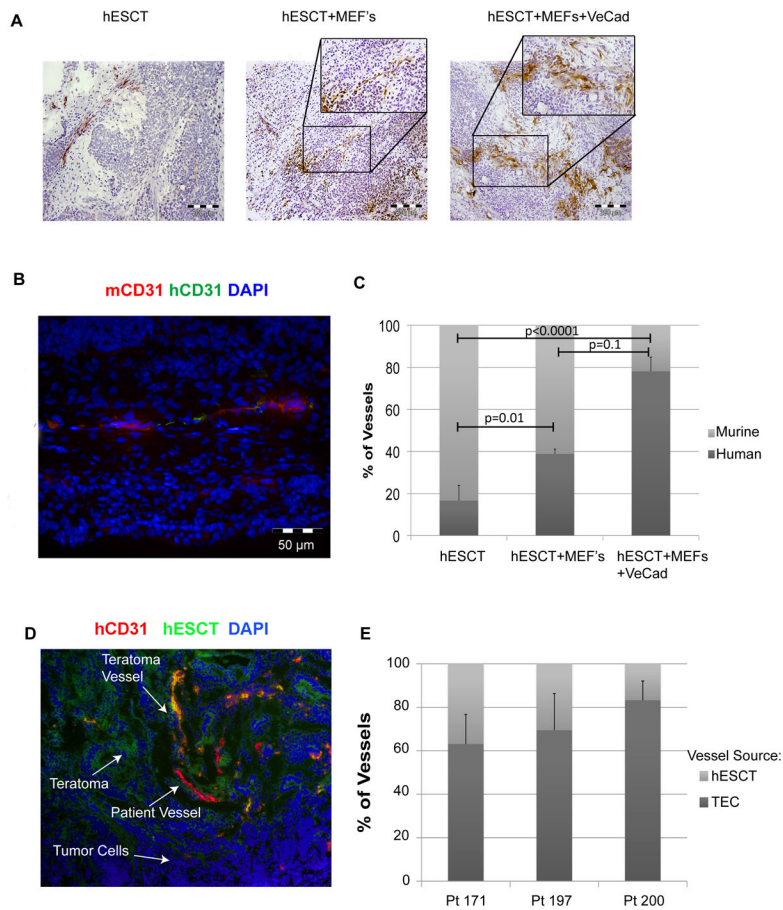 A
hESCT
hESCT+MEF's
hESCT+MEFs+VeCad
B
mCD31 hCD31 DAPI
50 µm
C
% of Vessels
100
80
60
40
20
0
p<0.0001
p=0.1
p=0.01
Murine
Human
hESCT
hESCT+MEF's
hESCT+MEFs
+VeCad
D
hCD31 hESCT DAPI
Teratoma
Vessel
Teratoma
Patient Vessel
Tumor Cells
E
% of Vessels
100
80
60
40
20
0
Vessel Source:
hESCT
TEC
Pt 171
Pt 197
Pt 200